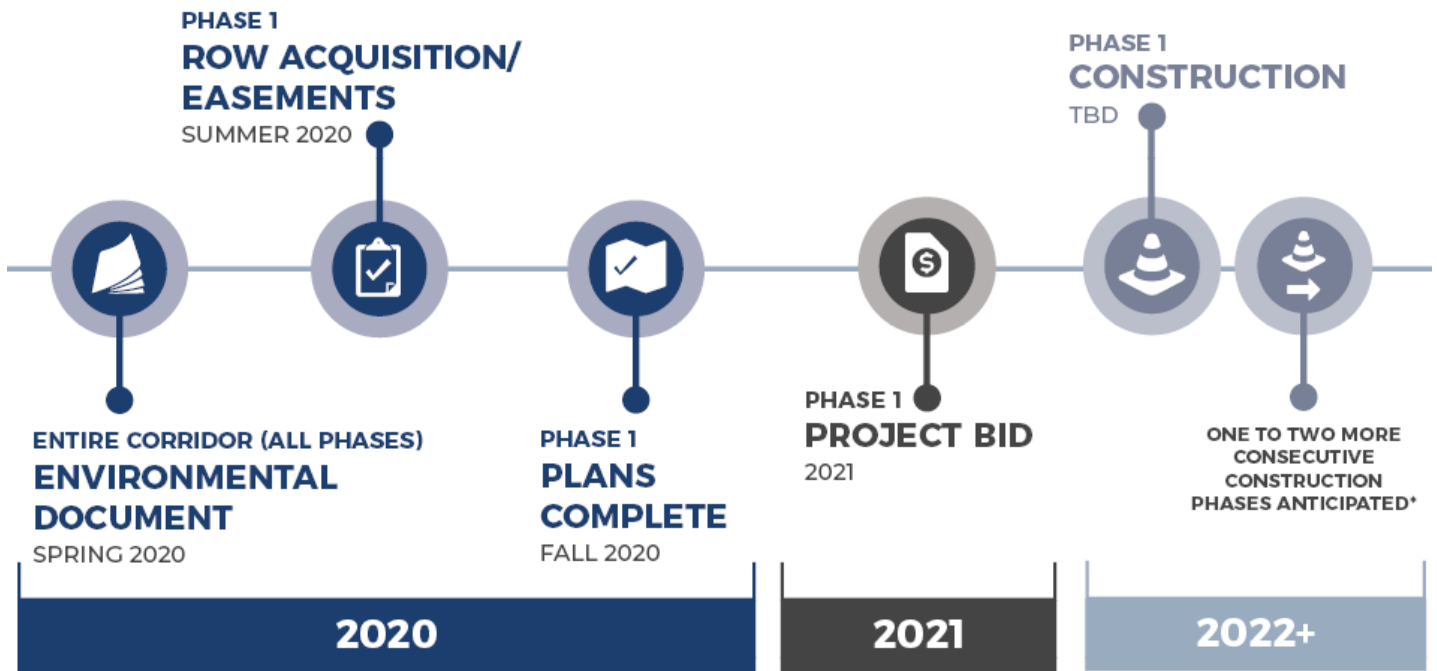 PHASE 1
ROW ACQUISITION/
EASEMENTS
SUMMER 2020
PHASE 1
CONSTRUCTION
TBD
$
ENTIRE CORRIDOR (ALL PHASES)
ENVIRONMENTAL
DOCUMENT
SPRING 2020
PHASE 1
PLANS
COMPLETE
FALL 2020
PHASE 1
PROJECT BID
2021
ONE TO TWO MORE
CONSECUTIVE
CONSTRUCTION
PHASES ANTICIPATED*
2020
2021
2022+